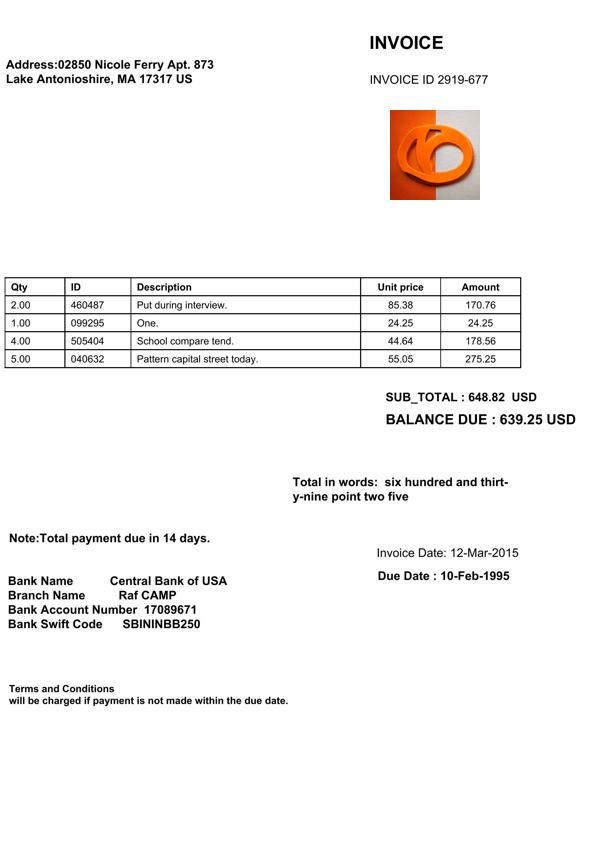 INVOICE
Address:02850 Nicole Ferry Apt. 873
Lake Antonioshire, MA 17317 US
INVOICE ID 2919-677
Qty ID Description Unit price Amount
2.00 460487 Put during interview. 85.38 170.76
1.00 099295 One. 24.25 24.25
4.00 505404 School compare tend. 44.64 178.56
5.00 040632 Pattern capital street today. 55.05 275.25
SUB_TOTAL : 648.82 USD
BALANCE DUE : 639.25 USD
Total in words: six hundred and thirt-
y-nine point two five
Note:Total payment due in 14 days.
Invoice Date: 12-Mar-2015
Due Date : 10-Feb-1995
Bank Name Central Bank of USA
Branch Name Raf CAMP
Bank Account Number 17089671
Bank Swift Code SBININBB250
Terms and Conditions
will be charged if payment is not made within the due date.